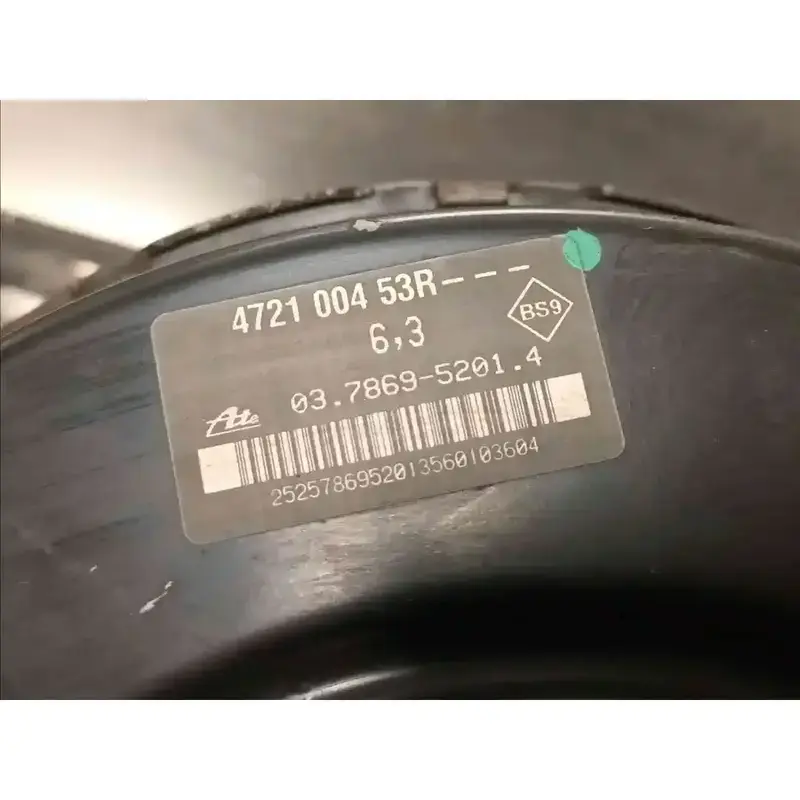 4721 004 53R---
6,3
BS9
03.7869-5201.4
Ate
2525786952013560103604